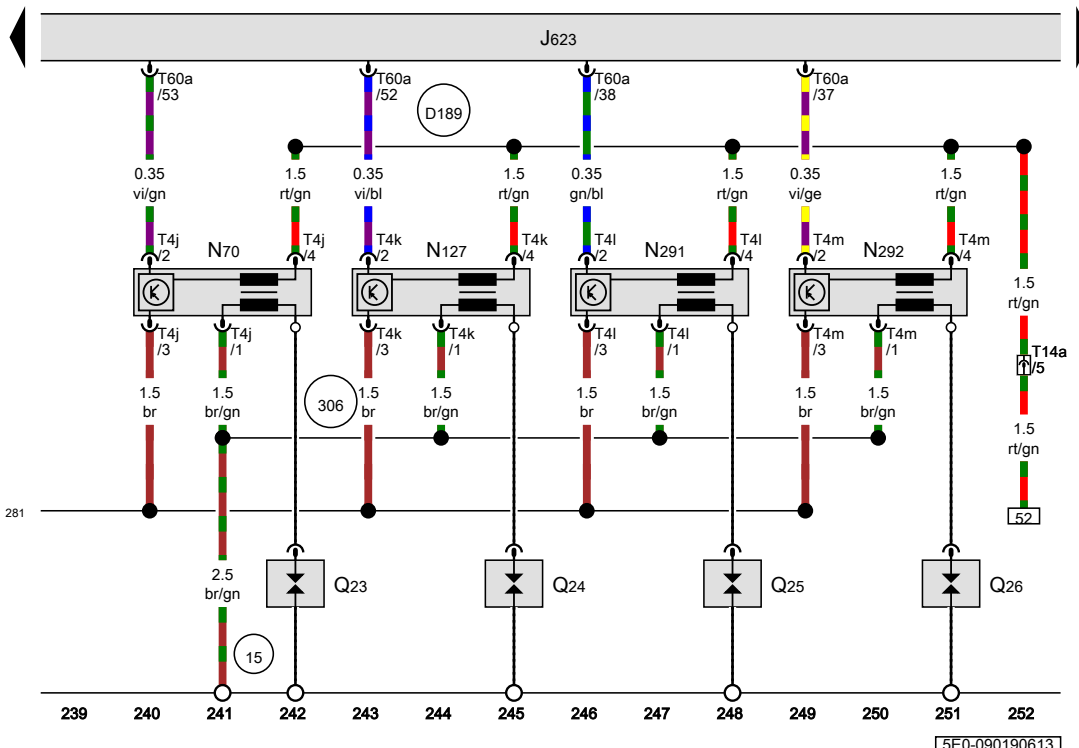 J623
T60a T60a T60a T60a
/53 /52 /38 /37
D189
0.35 1.5 0.35 1.5 0.35 1.5 0.35 1.5
vi/gn rt/gn vi/bl rt/gn gn/bl rt/gn vi/ge rt/gn
T4j N70 T4j T4k N127 T4k T4l N291 T4l T4m N292 T4m
/2 /4 /2 /4 /2 /4 /2 /4
1.5
rt/gn
T4j T4j T4k T4k T4l T4l T4m T4m
/3 /1 /3 /1 /3 /1 /3 /1
T14a
/5
1.5 1.5 306 1.5 1.5 1.5 1.5 1.5 1.5
br br/gn br br/gn br br/gn br br/gn
1.5
rt/gn
281
52
2.5
br/gn
Q23 Q24 Q25 Q26
15
239 240 241 242 243 244 245 246 247 248 249 250 251 252
5E0-090190613